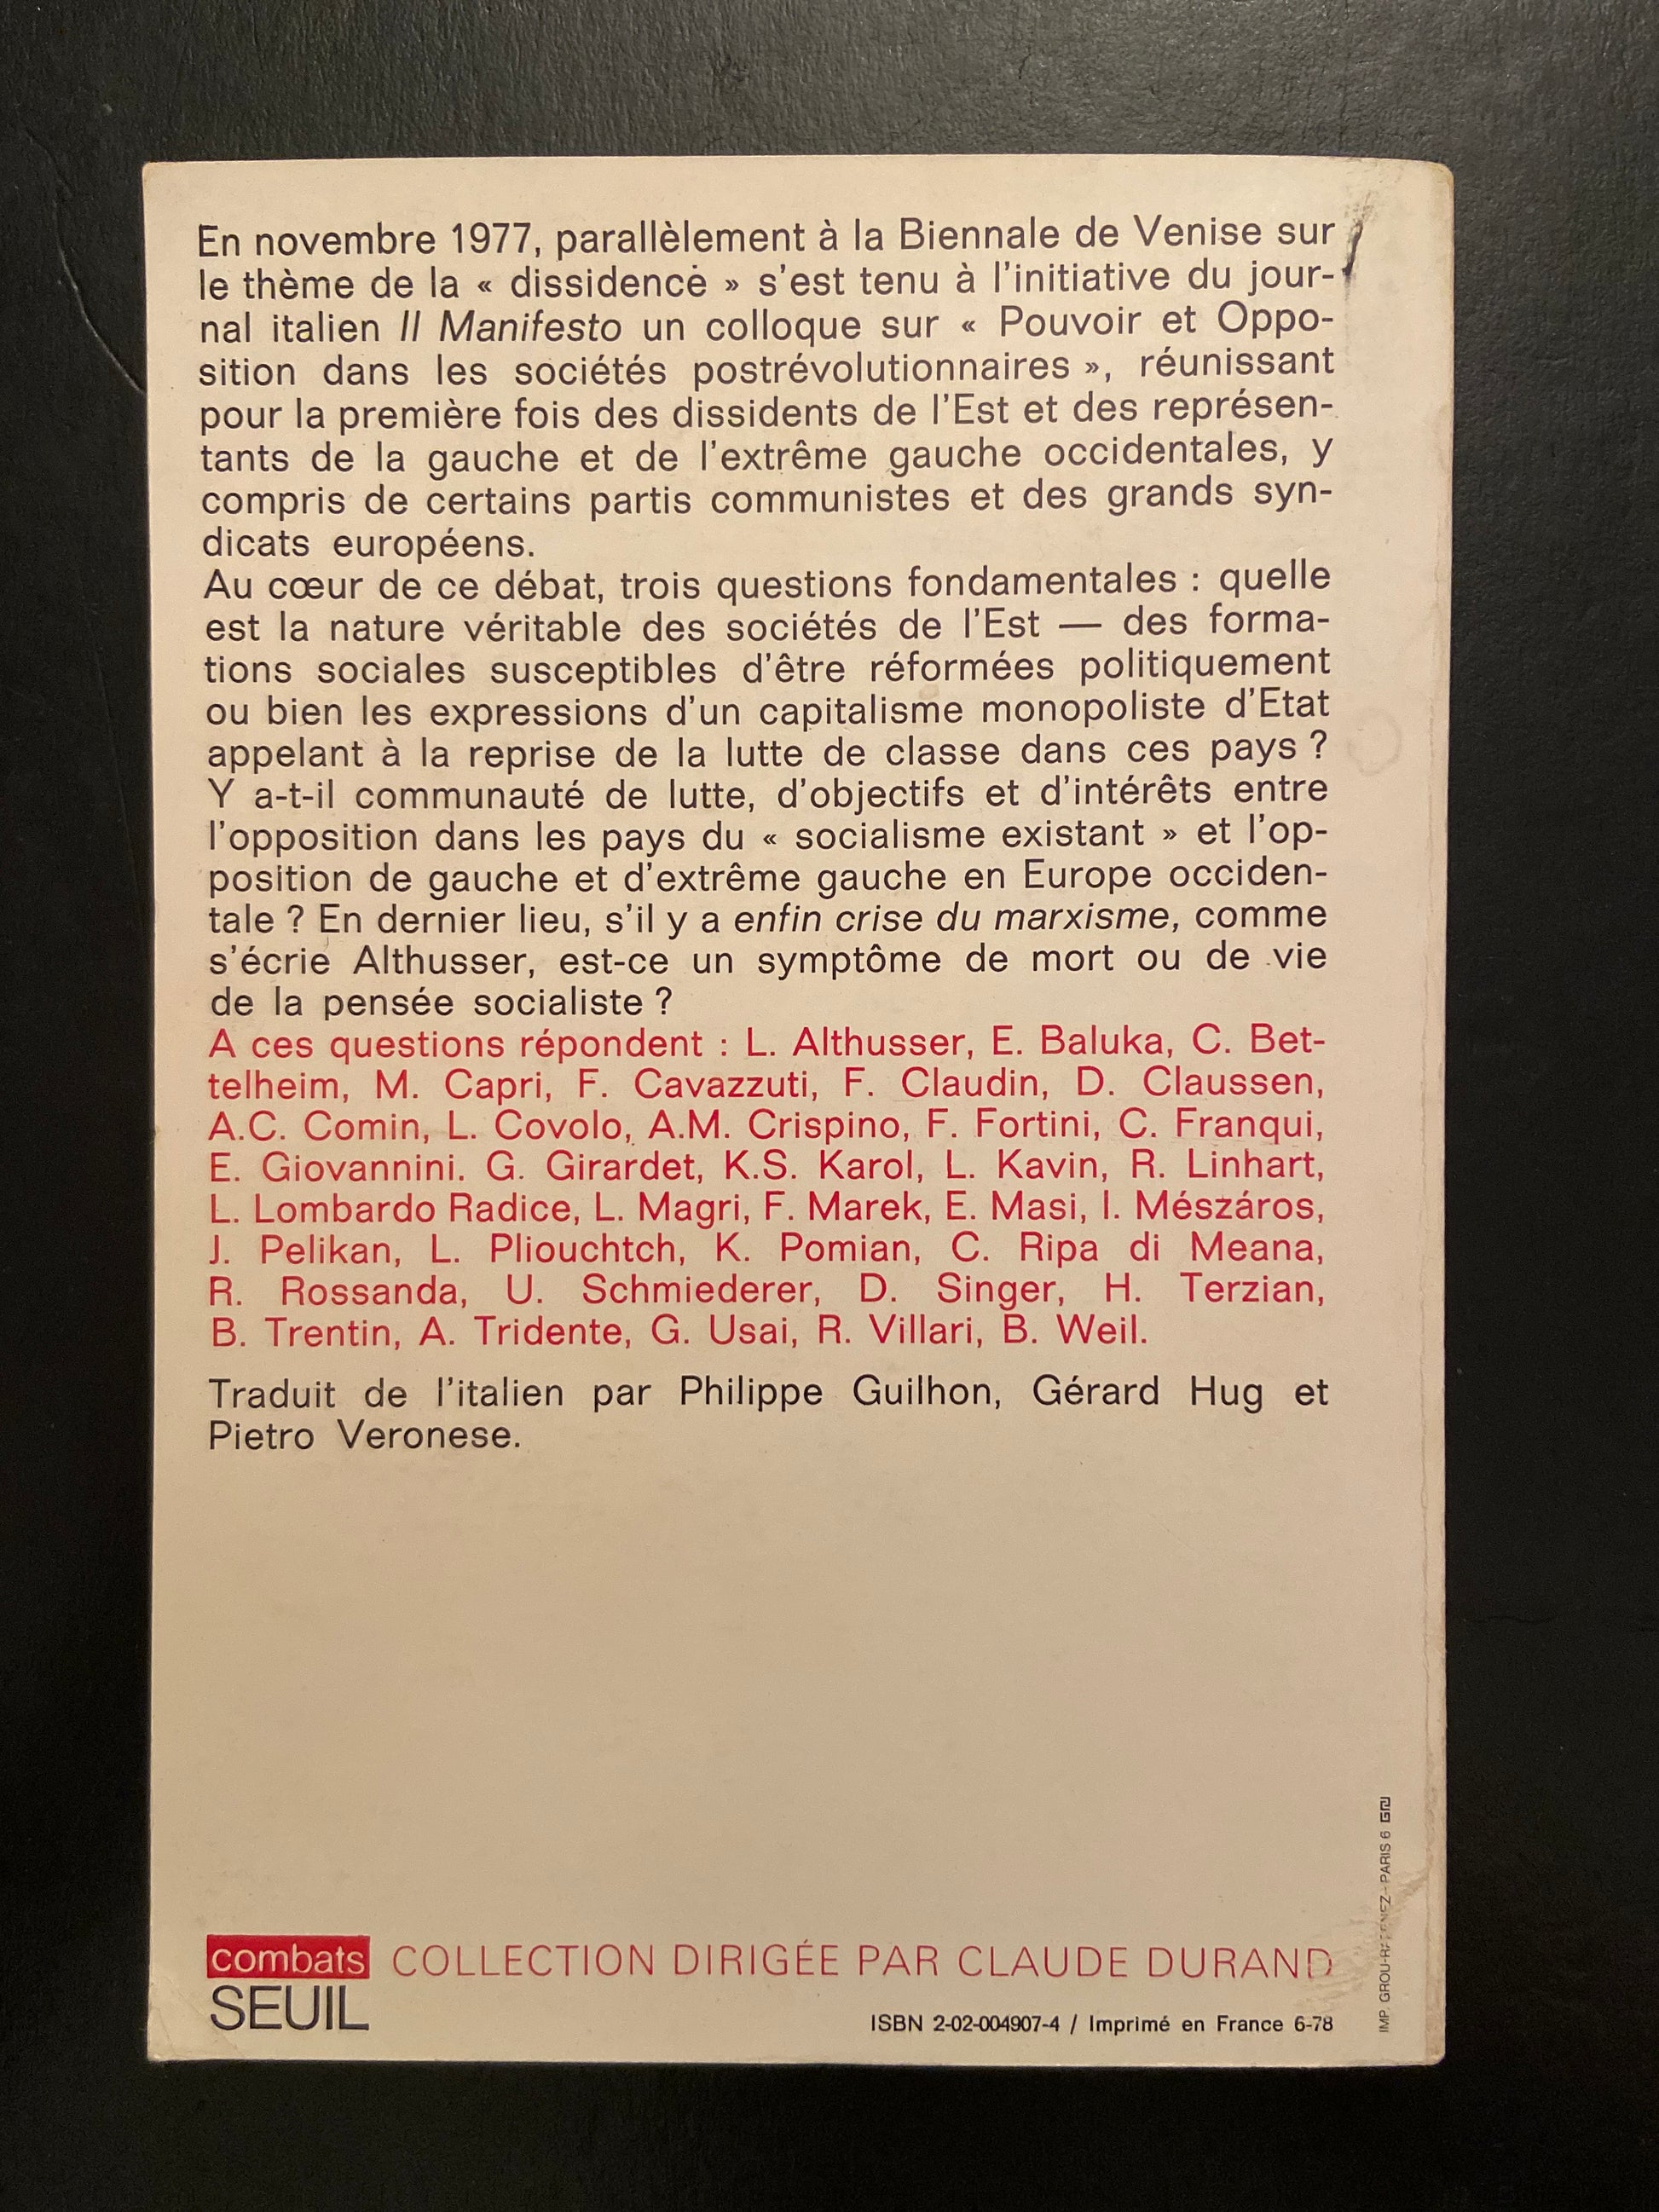 En novembre 1977, parallèlement à la Biennale de Venise sur
le thème de la « dissidence » s'est tenu à l'initiative du jour-
nal italien Il Manifesto un colloque sur « Pouvoir et Oppo-
sition dans les sociétés postrévolutionnaires », réunissant
pour la première fois des dissidents de l'Est et des représen-
tants de la gauche et de l'extrême gauche occidentales, y
compris de certains partis communistes et des grands syn-
dicats européens.
Au cœur de ce débat, trois questions fondamentales : quelle
est la nature véritable des sociétés de l'Est — des forma-
tions sociales susceptibles d'être réformées politiquement
ou bien les expressions d'un capitalisme monopoliste d'Etat
appelant à la reprise de la lutte de classe dans ces pays ?
Y a-t-il communauté de lutte, d'objectifs et d'intérêts entre
l'opposition dans les pays du « socialisme existant » et l'op-
position de gauche et d'extrême gauche en Europe occiden-
tale ? En dernier lieu, s'il y a enfin crise du marxisme, comme
s'écrie Althusser, est-ce un symptôme de mort ou de vie
de la pensée socialiste ?
A ces questions répondent : L. Althusser, E. Baluka, C. Bet-
telheim, M. Capri, F. Cavazzuti, F. Claudin, D. Claussen,
A.C. Comin, L. Covolo, A.M. Crispino, F. Fortini, C. Franqui,
E. Giovannini. G. Girardet, K.S. Karol, L. Kavin, R. Linhart,
L. Lombardo Radice, L. Magri, F. Marek, E. Masi, I. Mészáros,
J. Pelikan, L. Pliouchtch, K. Pomian, C. Ripa di Meana,
R. Rossanda, U. Schmiederer, D. Singer, H. Terzian,
B. Trentin, A. Tridente, G. Usai, R. Villari, B. Weil.
Traduit de l'italien par Philippe Guilhon, Gérard Hug et
Pietro Veronese.
combats COLLECTION DIRIGÉE PAR CLAUDE DURAND
SEUIL
ISBN 2-02-004907-4 / Imprimé en France 6-78
IMP. PARIS 6